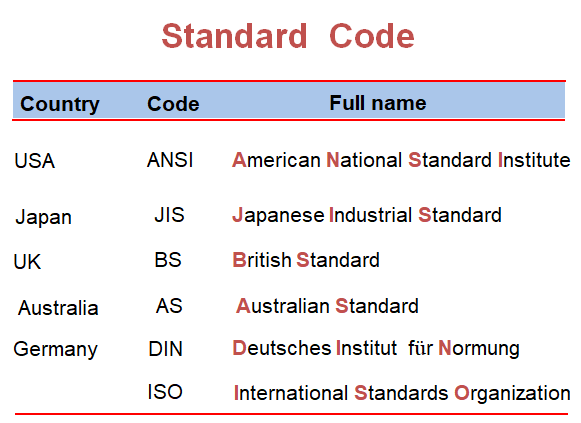 Standard Code
Country Code Full name
USA ANSI American National Standard Institute
Japan JIS Japanese Industrial Standard
UK BS British Standard
Australia AS Australian Standard
Germany DIN Deutsches Institut für Normung
ISO International Standards Organization